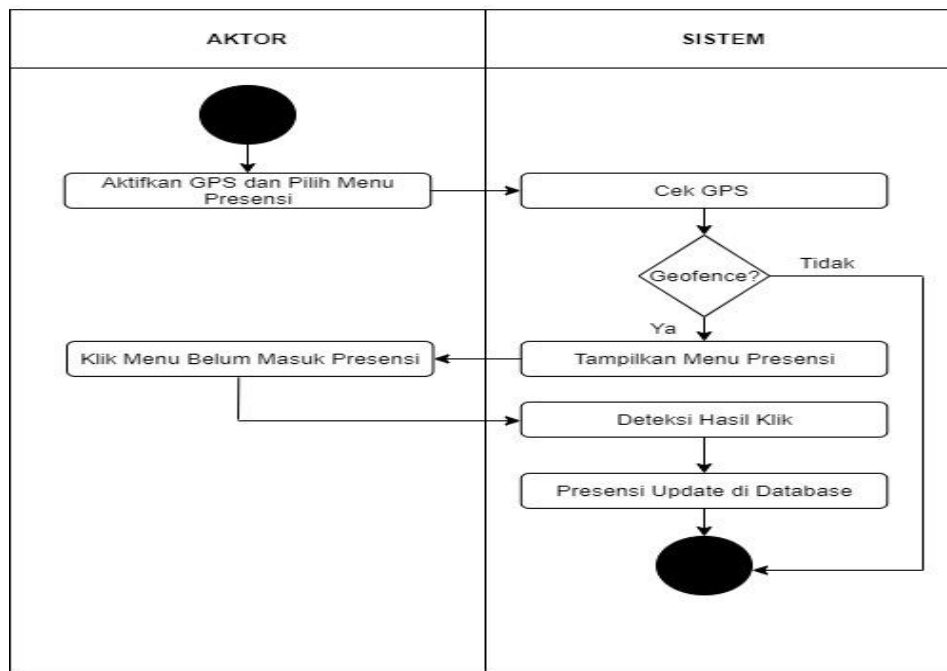 AKTOR
SISTEM
Aktifkan GPS dan Pilih Menu
Presensi
Cek GPS
Geofence?
Tidak
Ya
Klik Menu Belum Masuk Presensi
Tampilkan Menu Presensi
Deteksi Hasil Klik
Presensi Update di Database